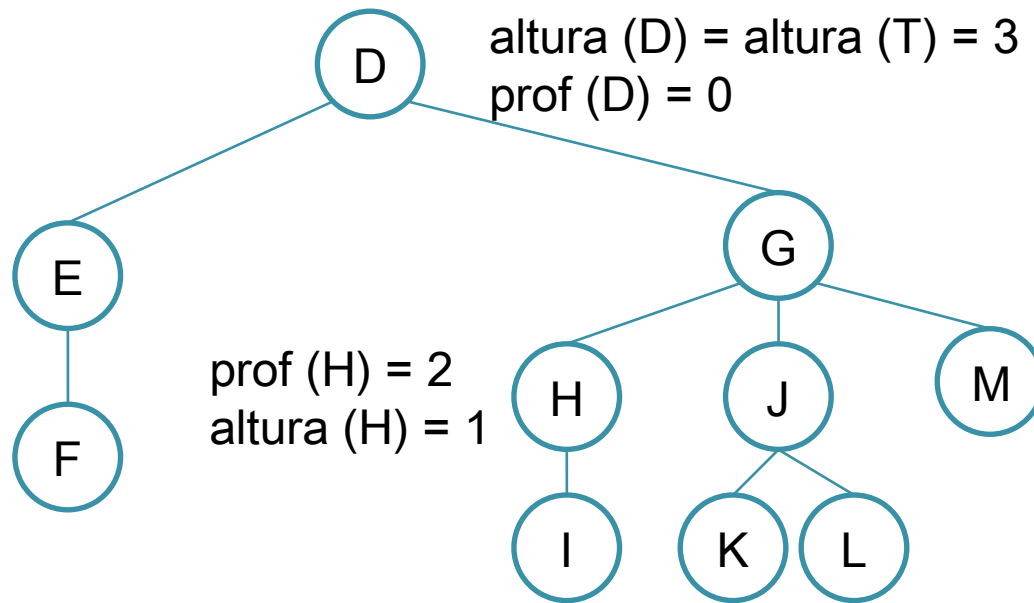 D
altura (D) = altura (T) = 3
prof (D) = 0
E
G
prof (H) = 2
altura (H) = 1
H
J
M
F
I
K
L